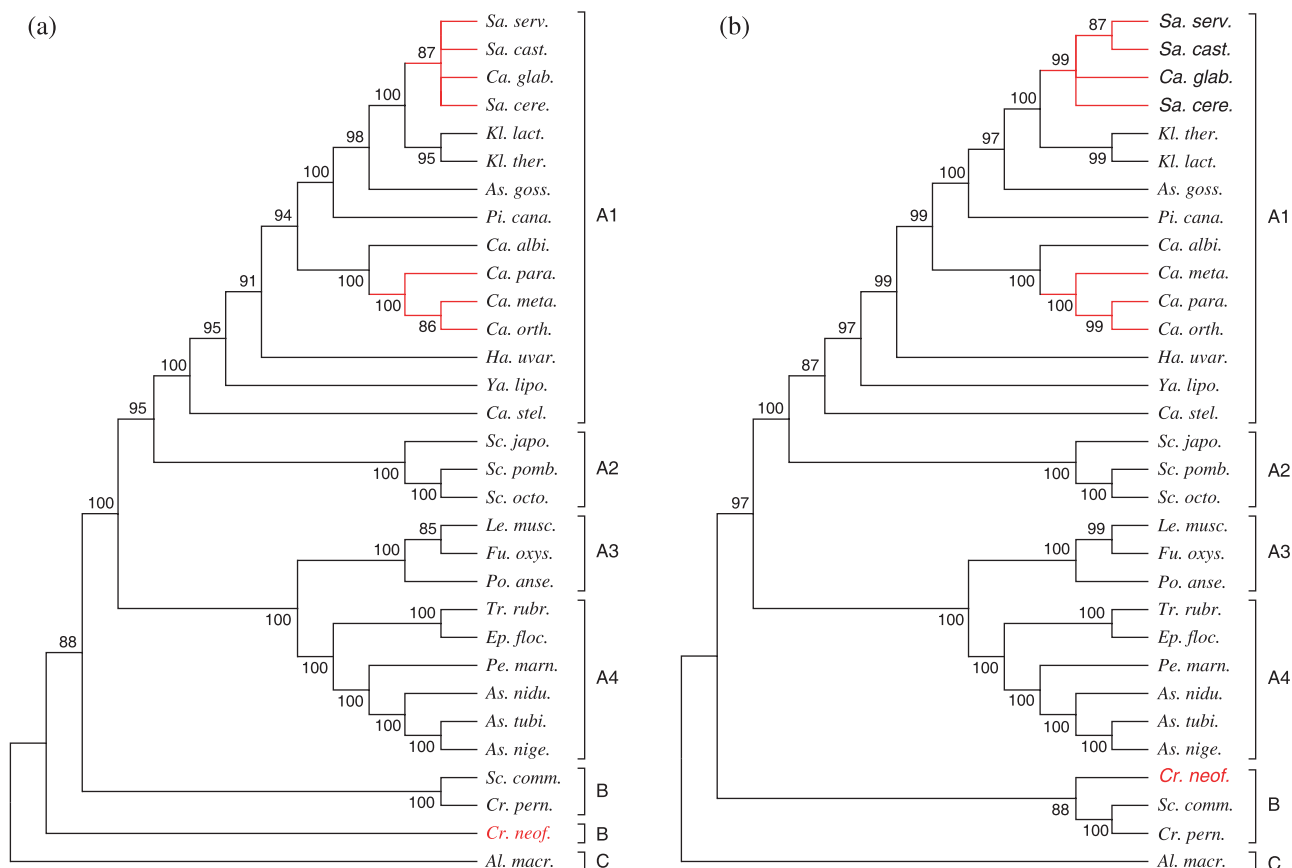 (a)
Sa. serv.
Sa. cast.
87
Ca. glab.
100
Sa. cere.
98
Kl. lact.
95
Kl. ther.
100
As. goss.
94
Pi. cana.
A1
Ca. albi.
100
Ca. para.
91
100
Ca. meta.
86
Ca. orth.
95
Ha. uvar.
100
Ya. lipo.
95
Ca. stel.
Sc. japo.
100
Sc. pomb.
A2
100
Sc. octo.
100
Le. musc.
85
100
Fu. oxys.
A3
Po. anse.
100
Tr. rubr.
100
Ep. floc.
88
100
Pe. marn.
A4
100
As. nidu.
100
As. tubi.
100
As. nige.
Sc. comm.
100
Cr. pern.
B
Cr. neof.
B
Al. macr.
C
(b)
Sa. serv.
87
Sa. cast.
99
Ca. glab.
100
Sa. cere.
97
Kl. ther.
99
Kl. lact.
100
As. goss.
99
Pi. cana.
A1
Ca. albi.
100
Ca. meta.
99
100
Ca. para.
99
Ca. orth.
97
Ha. uvar.
87
Ya. lipo.
100
Ca. stel.
Sc. japo.
100
Sc. pomb.
A2
100
Sc. octo.
97
Le. musc.
99
100
Fu. oxys.
A3
Po. anse.
100
Tr. rubr.
100
Ep. floc.
100
Pe. marn.
A4
100
As. nidu.
100
As. tubi.
100
As. nige.
Cr. neof.
88
Sc. comm.
B
100
Cr. pern.
Al. macr.
C